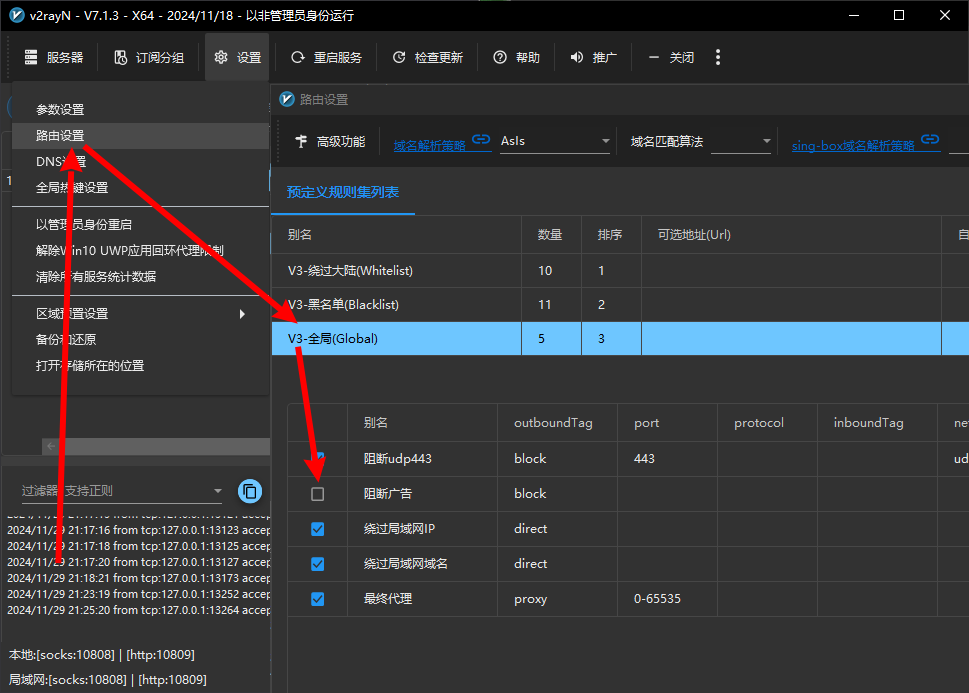 v2rayN - V7.1.3 - X64 - 2024/11/18 - 以非管理员身份运行
服务器 订阅分组 设置 重启服务 检查更新 帮助 推广 关闭
参数设置
路由设置
DNS设置
全局热键设置
以管理员身份重启
解除Win10 UWP应用回环代理限制
清除所有服务统计数据
区域预置设置
备份和还原
打开存储所在的位置
1
路由设置
高级功能 域名解析策略 AsIs 域名匹配算法 sing-box域名解析策略
预定义规则集列表
别名 数量 排序 可选地址(Url) 自
V3-绕过大陆(Whitelist) 10 1
V3-黑名单(Blacklist) 11 2
V3-全局(Global) 5 3
别名 outboundTag port protocol inboundTag ne
阻断udp443 block 443 ud
阻断广告 block
绕过局域网IP direct
绕过局域网域名 direct
最终代理 proxy 0-65535
过滤器 支持正则
2024/11/29 21:17:16 from tcp:127.0.0.1:13123 accep
2024/11/29 21:17:18 from tcp:127.0.0.1:13125 accep
2024/11/29 21:17:20 from tcp:127.0.0.1:13127 accep
2024/11/29 21:18:21 from tcp:127.0.0.1:13173 accep
2024/11/29 21:23:19 from tcp:127.0.0.1:13252 accep
2024/11/29 21:25:20 from tcp:127.0.0.1:13264 accep
本地:[socks:10808] | [http:10809]
局域网:[socks:10808] | [http:10809]